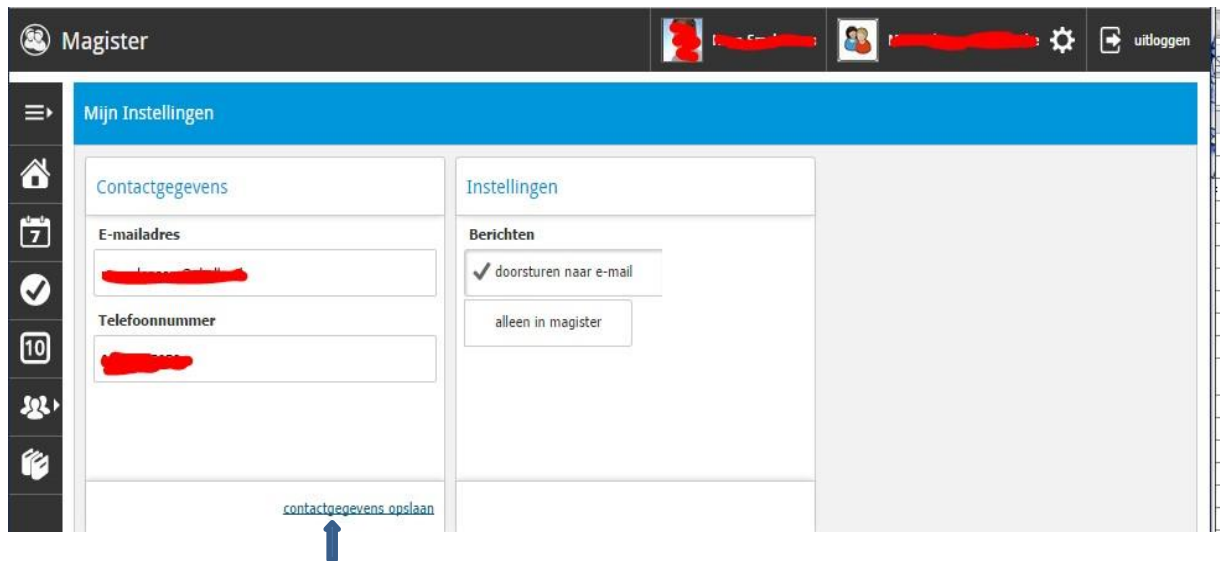 Magister
uitloggen
Mijn Instellingen
Contactgegevens
Instellingen
E-mailadres
Berichten
doorsturen naar e-mail
Telefoonnummer
alleen in magister
7
10
contactgegevens opslaan